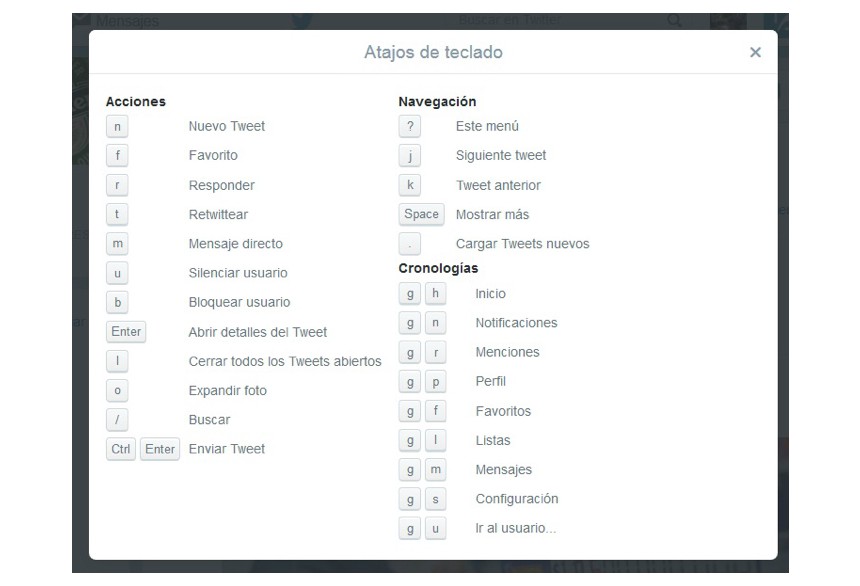 Mensajes
Buscar en Twitter
Atajos de teclado
Acciones
n Nuevo Tweet
f Favorito
r Responder
t Retwittear
m Mensaje directo
u Silenciar usuario
b Bloquear usuario
Enter Abrir detalles del Tweet
l Cerrar todos los Tweets abiertos
o Expandir foto
/ Buscar
Ctrl Enter Enviar Tweet
Navegación
? Este menú
j Siguiente tweet
k Tweet anterior
Space Mostrar más
. Cargar Tweets nuevos
Cronologías
g h Inicio
g n Notificaciones
g r Menciones
g p Perfil
g f Favoritos
g l Listas
g m Mensajes
g s Configuración
g u Ir al usuario...